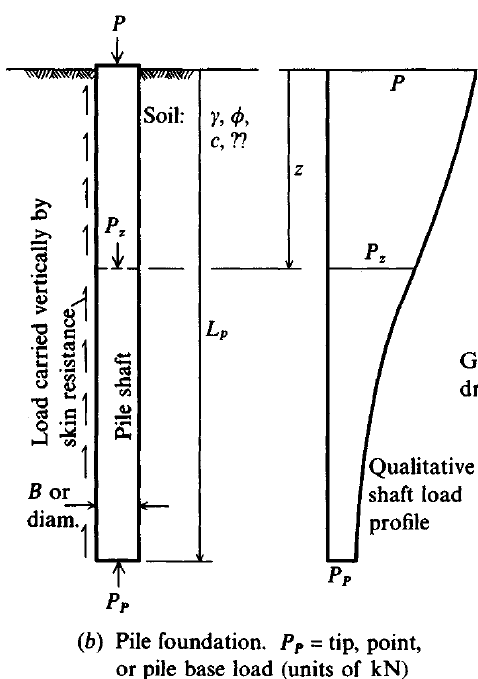 P
Soil: γ, φ,
c, ??
P
z
P_z
P_z
Load carried vertically by
skin resistance
Pile shaft
L_p
G
dr
B or
diam.
Qualitative
shaft load
profile
P_p
P_p
(b) Pile foundation. P_p = tip, point,
or pile base load (units of kN)